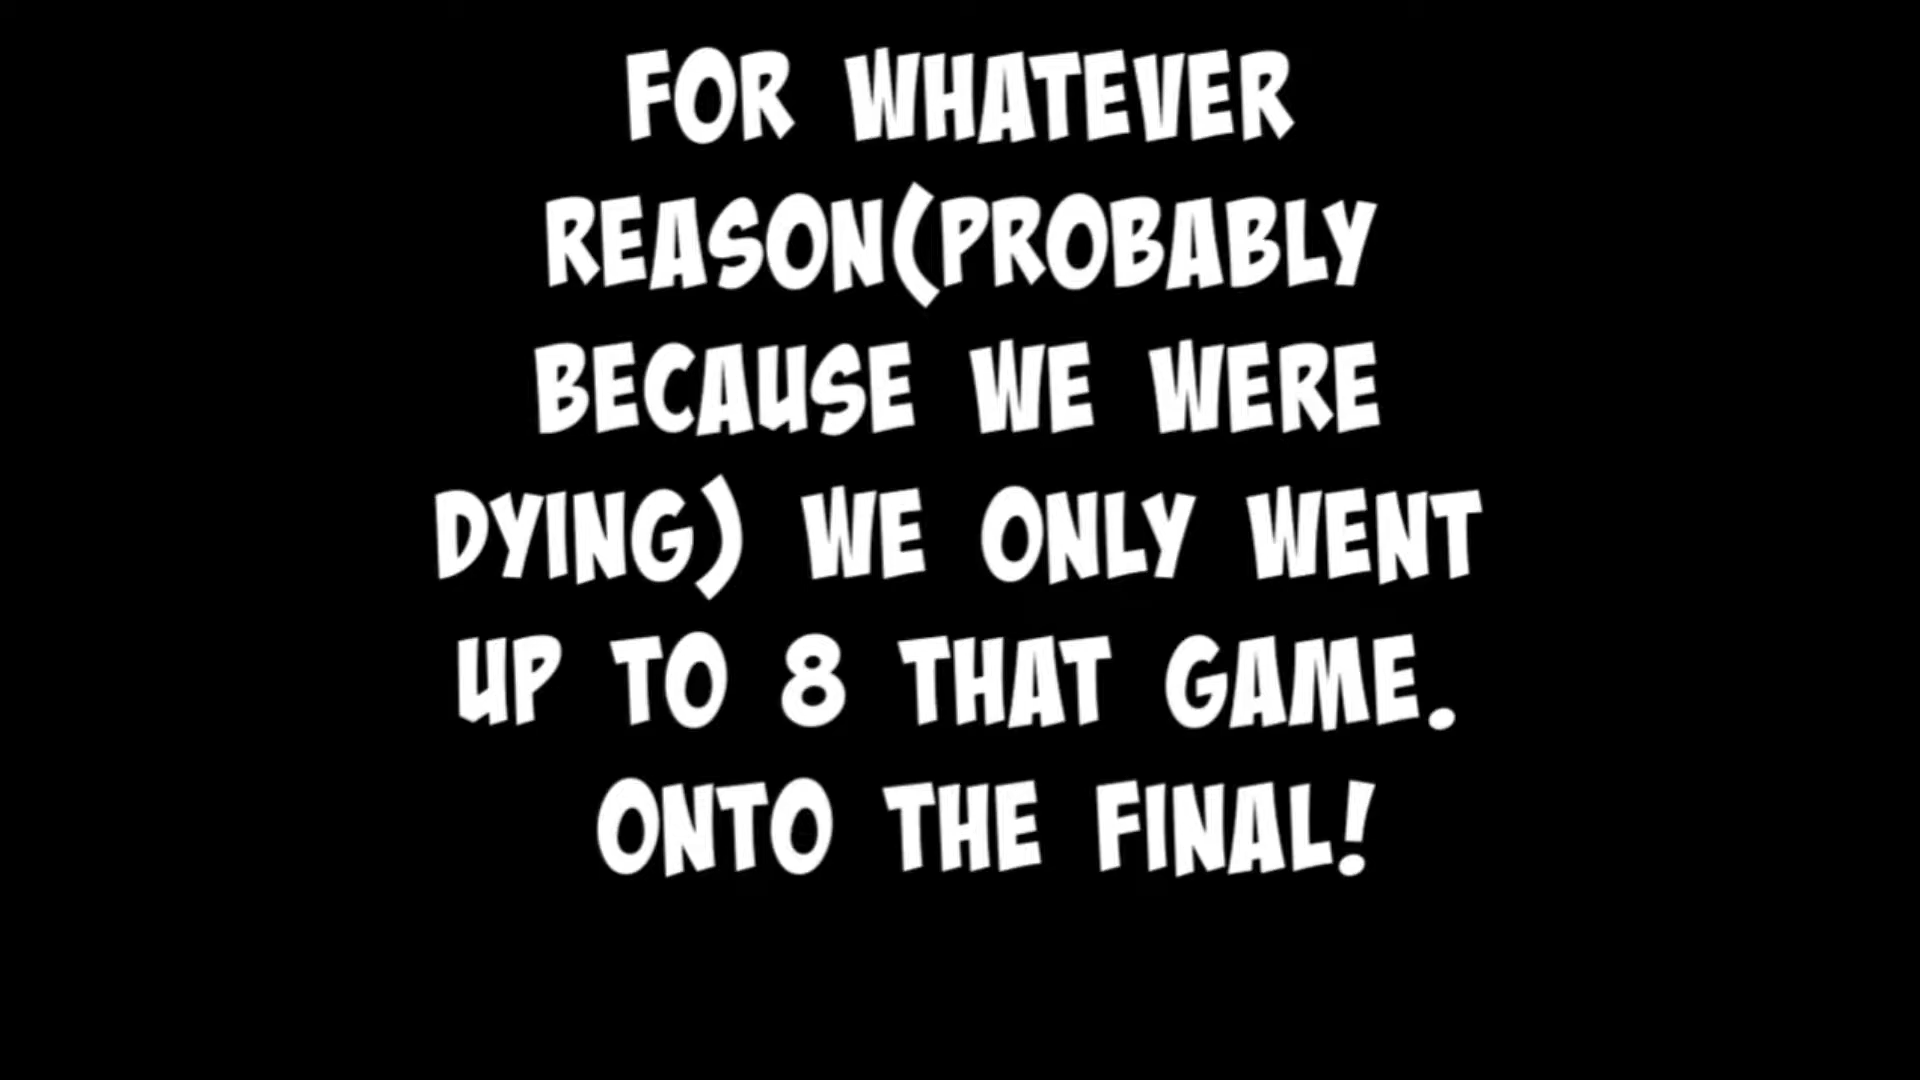 FOR WHATEVER
REASON(PROBABLY
BECAUSE WE WERE
DYING) WE ONLY WENT
UP TO 8 THAT GAME.
ONTO THE FINAL!